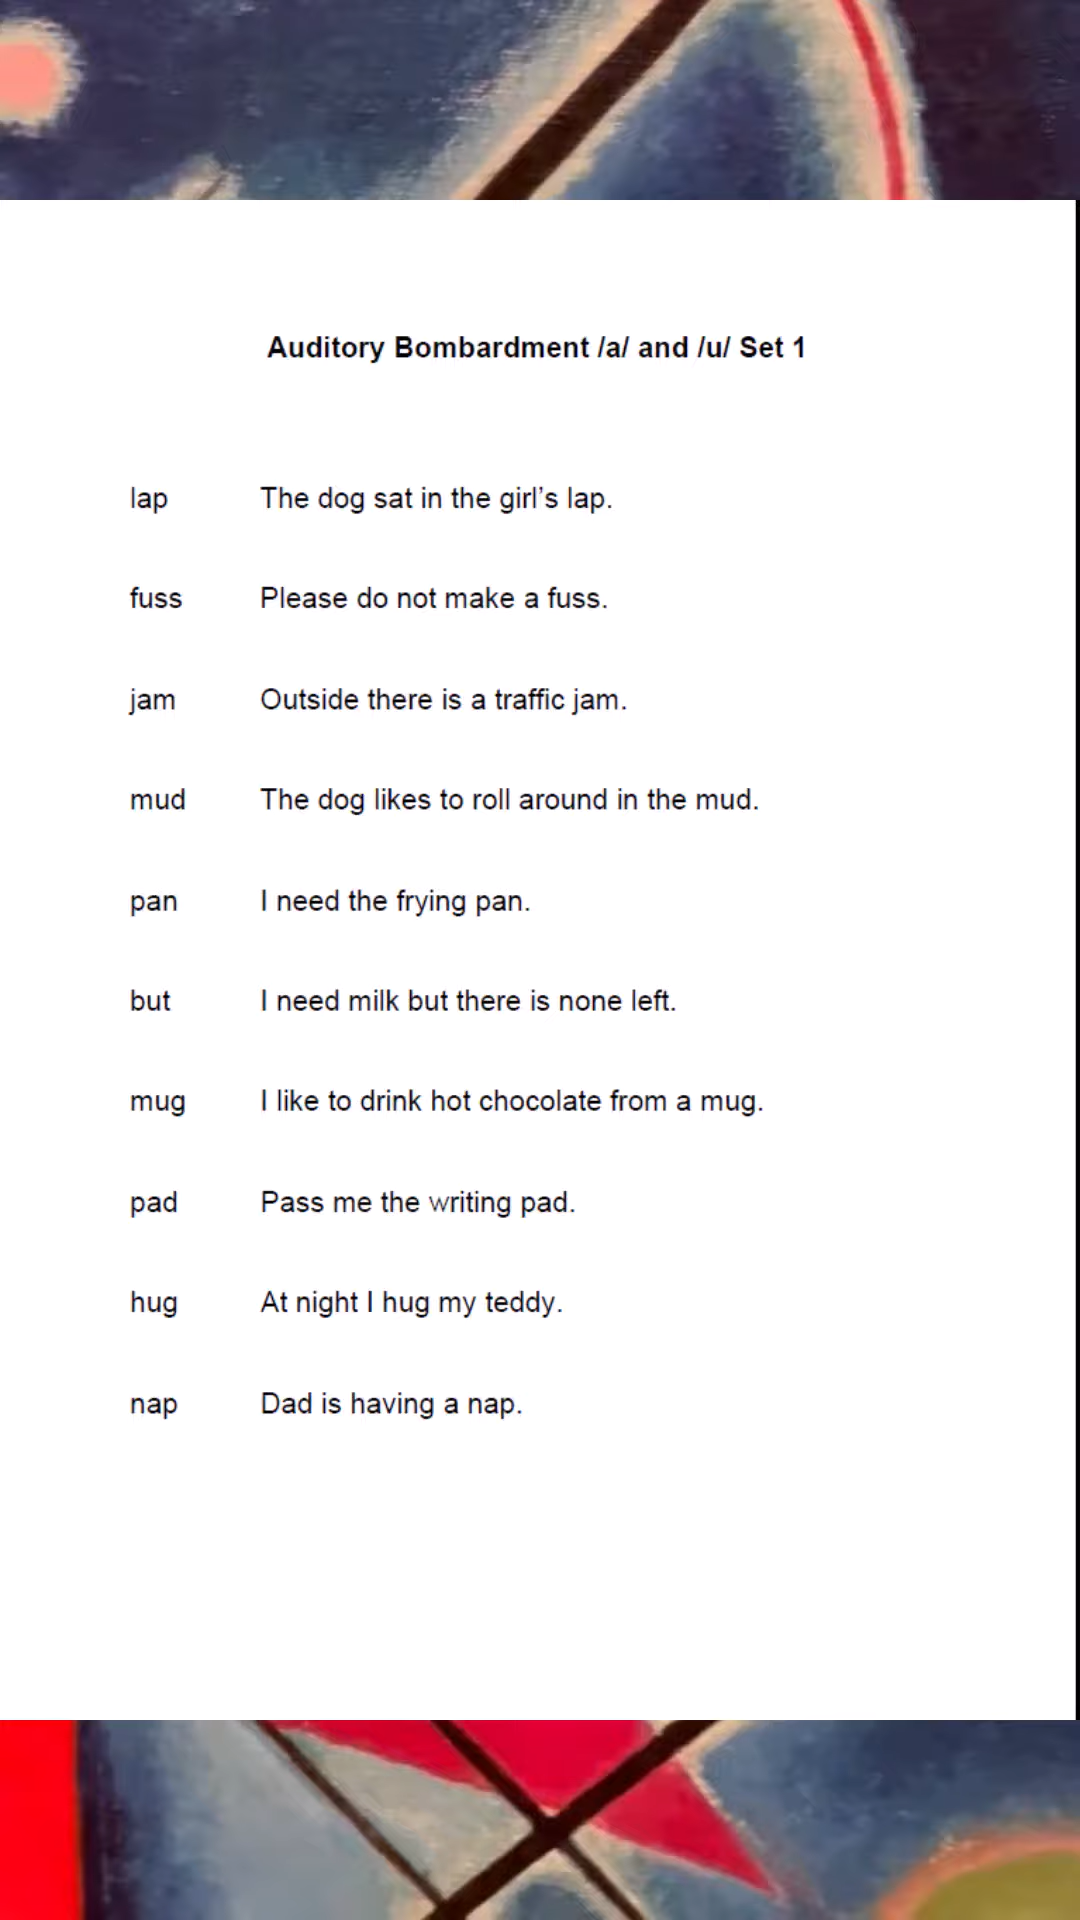 Auditory Bombardment /a/ and /u/ Set 1
lap The dog sat in the girl’s lap.
fuss Please do not make a fuss.
jam Outside there is a traffic jam.
mud The dog likes to roll around in the mud.
pan I need the frying pan.
but I need milk but there is none left.
mug I like to drink hot chocolate from a mug.
pad Pass me the writing pad.
hug At night I hug my teddy.
nap Dad is having a nap.